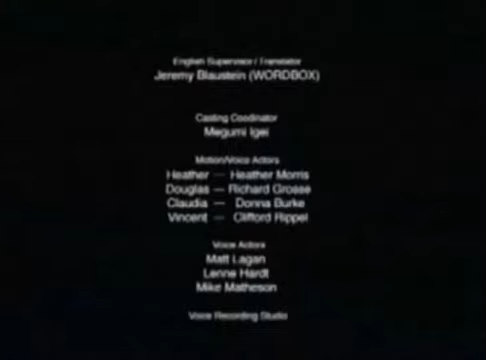 English Supervisor / Translator
Jeremy Blaustein (WORDBOX)
Casting Coodinator
Megumi Igei
Motion/Voice Actors
Heather — Heather Morris
Douglas — Richard Grosse
Claudia — Donna Burke
Vincent — Clifford Rippel
Voice Actors
Matt Lagan
Lenne Hardt
Mike Matheson
Voice Recording Studio